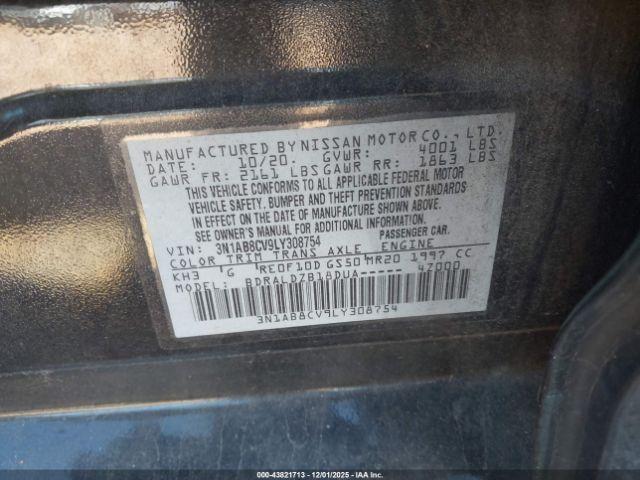 MANUFACTURED BY NISSAN MOTOR CO., LTD.
DATE: 10/20. GVWR: 4001 LBS
GAWR FR: 2161 LBS GAWR RR: 1863 LBS
THIS VEHICLE CONFORMS TO ALL APPLICABLE FEDERAL MOTOR
VEHICLE SAFETY, BUMPER AND THEFT PREVENTION STANDARDS
IN EFFECT ON THE DATE OF MANUFACTURE SHOWN ABOVE.
SEE OWNER'S MANUAL FOR ADDITIONAL INFORMATION.
VIN: 3N1AB8CV9LY308754 PASSENGER CAR.
COLOR TRIM TRANS AXLE ENGINE
KH3 G RE0F10D GS50 MR20 1997 CC
MODEL: BDRALDZB18DUA----- 4Z000
3N1AB8CV9LY308754
000-43821713 - 12/01/2025 - IAAI.COM